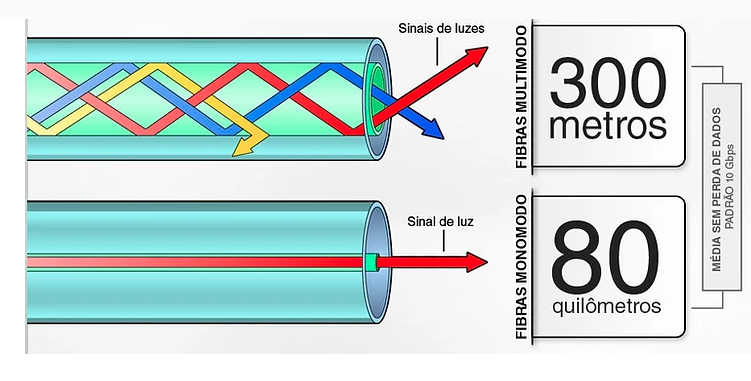 Sinais de luzes
FIBRAS MULTIMODO
300
metros
MÉDIA SEM PERDA DE DADOS
PADRÃO 10 Gbps
Sinal de luz
FIBRAS MONOMODO
80
quilômetros